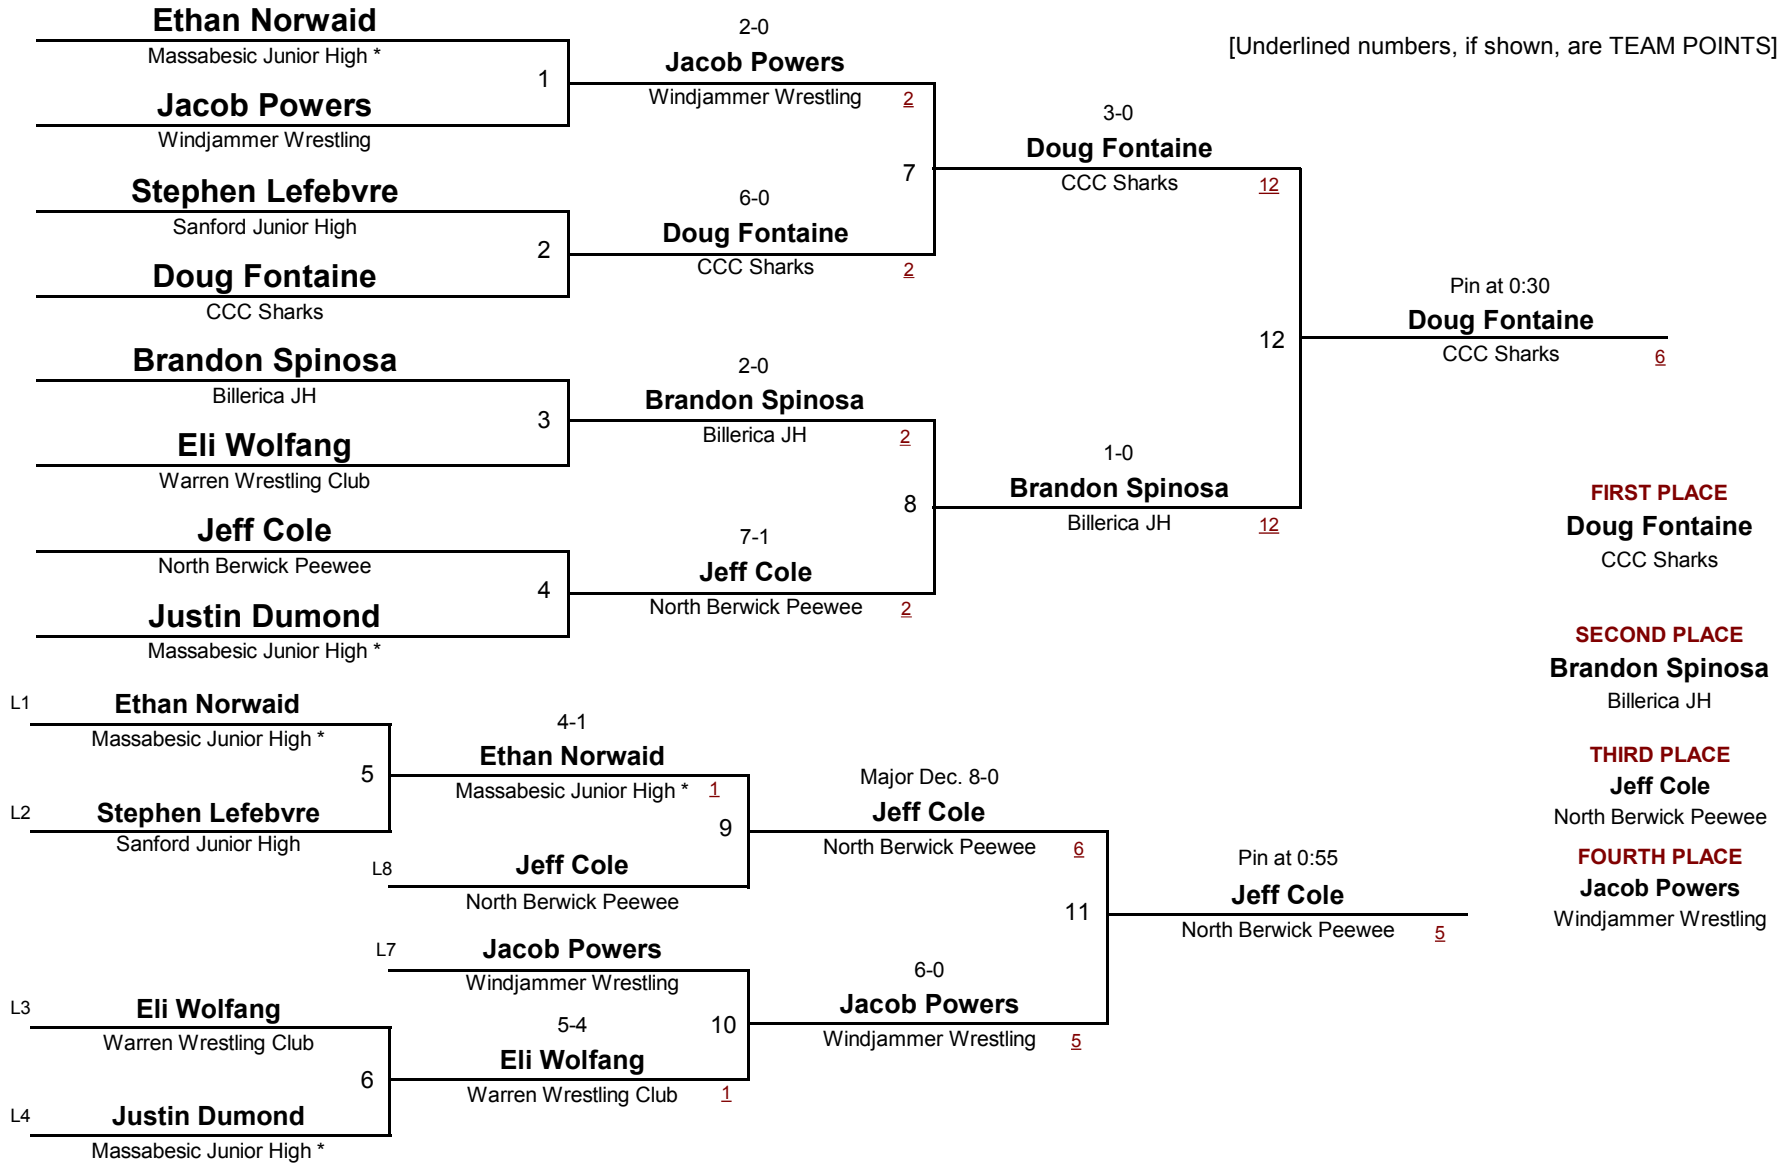 Ethan Norwaid
Massabesic Junior High *
1
Jacob Powers
Windjammer Wrestling
Stephen Lefebvre
Sanford Junior High
2
Doug Fontaine
CCC Sharks
Brandon Spinosa
Billerica JH
3
Eli Wolfang
Warren Wrestling Club
Jeff Cole
North Berwick Peewee
4
Justin Dumond
Massabesic Junior High *
2-0
Jacob Powers
Windjammer Wrestling 2
7
6-0
Doug Fontaine
CCC Sharks 2
2-0
Brandon Spinosa
Billerica JH 2
8
7-1
Jeff Cole
North Berwick Peewee 2
[Underlined numbers, if shown, are TEAM POINTS]
3-0
Doug Fontaine
CCC Sharks 12
12
1-0
Brandon Spinosa
Billerica JH 12
Pin at 0:30
Doug Fontaine
CCC Sharks 6
FIRST PLACE
Doug Fontaine
CCC Sharks
SECOND PLACE
Brandon Spinosa
Billerica JH
THIRD PLACE
Jeff Cole
North Berwick Peewee
FOURTH PLACE
Jacob Powers
Windjammer Wrestling
L1 Ethan Norwaid
Massabesic Junior High *
5
L2 Stephen Lefebvre
Sanford Junior High
4-1
Ethan Norwaid
Massabesic Junior High * 1
9
L8 Jeff Cole
North Berwick Peewee
L7 Jacob Powers
Windjammer Wrestling
10
5-4
Eli Wolfang
Warren Wrestling Club 1
L3 Eli Wolfang
Warren Wrestling Club
6
L4 Justin Dumond
Massabesic Junior High *
Major Dec. 8-0
Jeff Cole
North Berwick Peewee 6
11
6-0
Jacob Powers
Windjammer Wrestling 5
Pin at 0:55
Jeff Cole
North Berwick Peewee 5